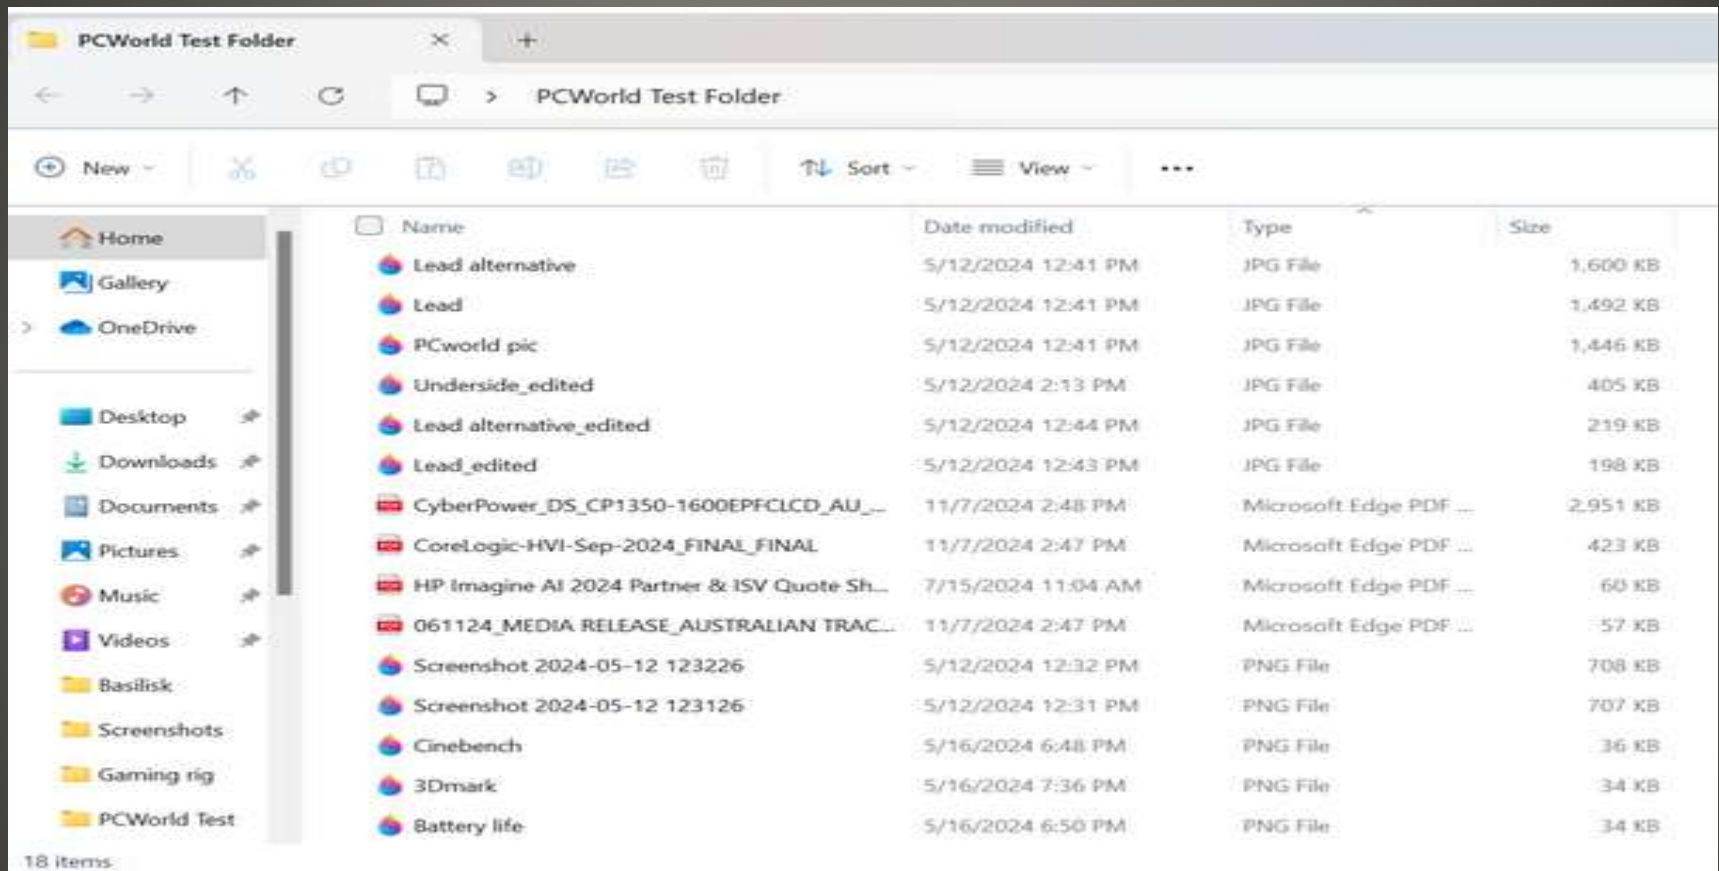 PCWorld Test Folder
PCWorld Test Folder
New Sort View
Name Date modified Type Size
Home
Gallery
OneDrive
Desktop
Downloads
Documents
Pictures
Music
Videos
Basilisk
Screenshots
Gaming rig
PCWorld Test
Lead alternative 5/12/2024 12:41 PM JPG File 1,600 KB
Lead 5/12/2024 12:41 PM JPG File 1,492 KB
PCworld pic 5/12/2024 12:41 PM JPG File 1,446 KB
Underside_edited 5/12/2024 2:13 PM JPG File 405 KB
Lead alternative_edited 5/12/2024 12:44 PM JPG File 219 KB
Lead_edited 5/12/2024 12:43 PM JPG File 198 KB
CyberPower_DS_CP1350-1600EPFCLCD_AU_... 11/7/2024 2:48 PM Microsoft Edge PDF ... 2,951 KB
CoreLogic-HVI-Sep-2024_FINAL_FINAL 11/7/2024 2:47 PM Microsoft Edge PDF ... 423 KB
HP Imagine AI 2024 Partner & ISV Quote Sh... 7/15/2024 11:04 AM Microsoft Edge PDF ... 60 KB
061124_MEDIA RELEASE_AUSTRALIAN TRAC... 11/7/2024 2:47 PM Microsoft Edge PDF ... 57 KB
Screenshot 2024-05-12 123226 5/12/2024 12:32 PM PNG File 708 KB
Screenshot 2024-05-12 123126 5/12/2024 12:31 PM PNG File 707 KB
Cinebench 5/16/2024 6:48 PM PNG File 36 KB
3Dmark 5/16/2024 7:36 PM PNG File 34 KB
Battery life 5/16/2024 6:50 PM PNG File 34 KB
18 items